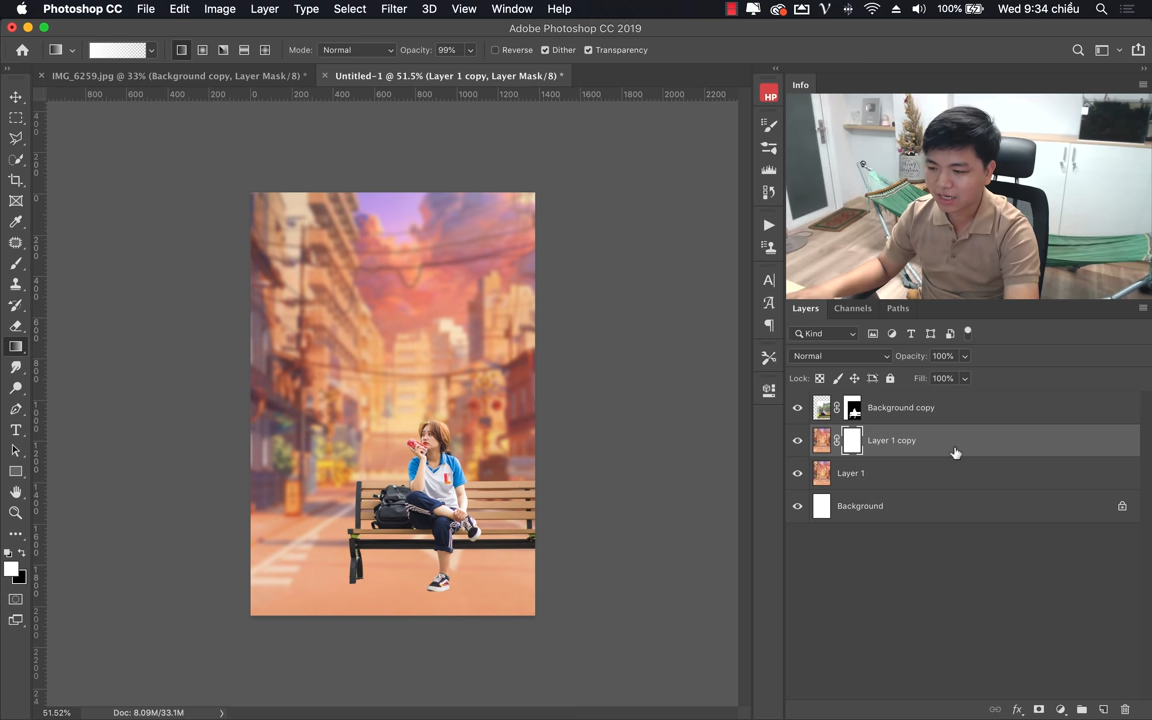 Photoshop CC File Edit Image Layer Type Select Filter 3D View Window Help 100% Wed 9:34 chiều
Adobe Photoshop CC 2019
Mode: Normal Opacity: 99% Reverse Dither Transparency
IMG_6259.jpg @ 33% (Background copy, Layer Mask/8) * Untitled-1 @ 51.5% (Layer 1 copy, Layer Mask/8) *
800 600 400 200 0 200 400 600 800 1000 1200 1400 1600 2000 2200
Info
HP
Layers Channels Paths
Kind
Normal Opacity: 100%
Lock: Fill: 100%
Background copy
Layer 1 copy
Layer 1
Background
51.52% Doc: 8.09M/33.1M